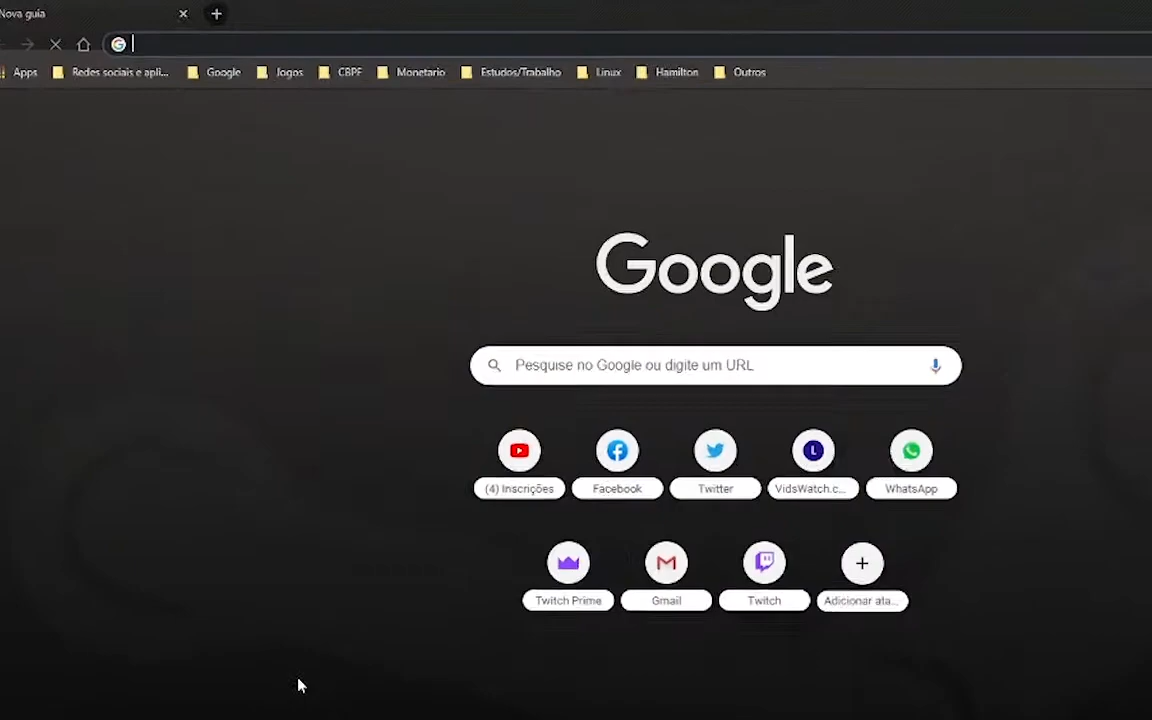 Nova guia
Apps Redes sociais e apli... Google Jogos CBPF Monetario Estudos/Trabalho Linux Hamilton Outros
Google
Pesquise no Google ou digite um URL
(4) Inscrições Facebook Twitter VidsWatch.c... WhatsApp
L
Twitch Prime Gmail Twitch Adicionar ata...